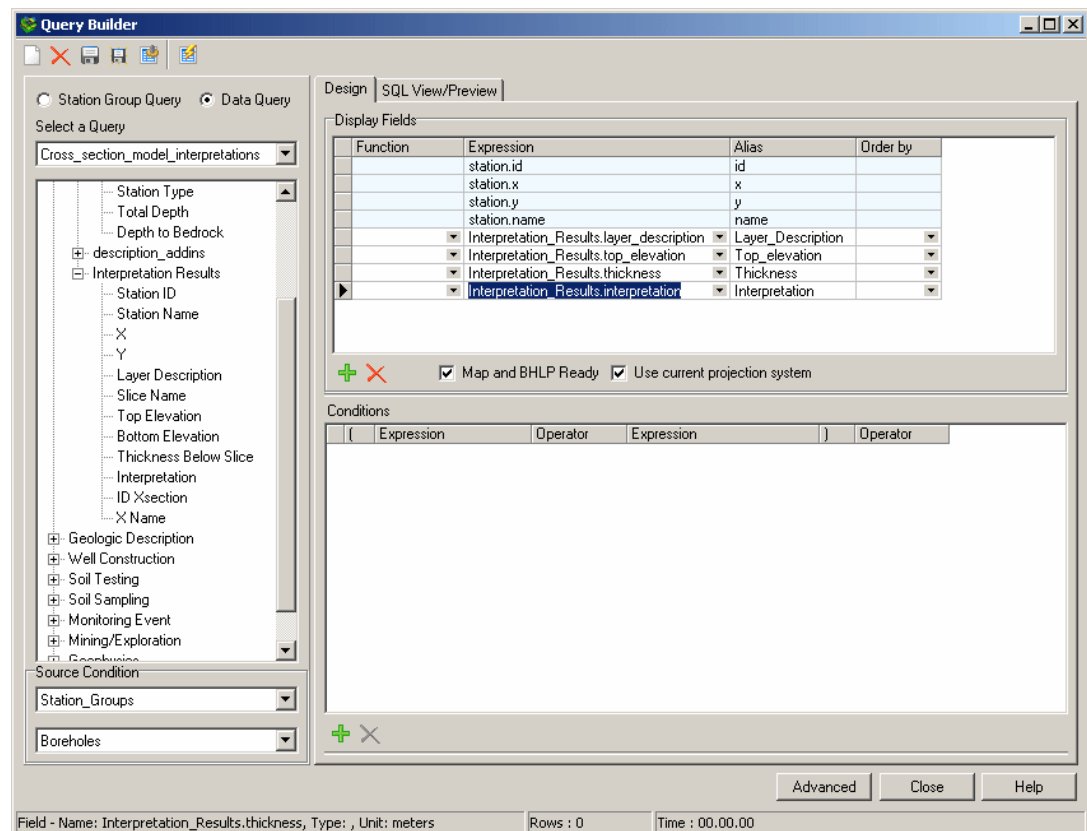 Query Builder
Station Group Query Data Query
Select a Query
Cross_section_model_interpretations
Station Type
Total Depth
Depth to Bedrock
description_addins
Interpretation Results
Station ID
Station Name
X
Y
Layer Description
Slice Name
Top Elevation
Bottom Elevation
Thickness Below Slice
Interpretation
ID Xsection
X Name
Geologic Description
Well Construction
Soil Testing
Soil Sampling
Monitoring Event
Mining/Exploration
Geophysics
Source Condition
Station_Groups
Boreholes
Design SQL View/Preview
Display Fields
Function Expression Alias Order by
station.id id
station.x x
station.y y
station.name name
Interpretation_Results.layer_description Layer_Description
Interpretation_Results.top_elevation Top_elevation
Interpretation_Results.thickness Thickness
Interpretation_Results.interpretation Interpretation
Map and BHLP Ready Use current projection system
Conditions
( Expression Operator Expression ) Operator
Advanced Close Help
Field - Name: Interpretation_Results.thickness, Type: , Unit: meters Rows : 0 Time : 00.00.00